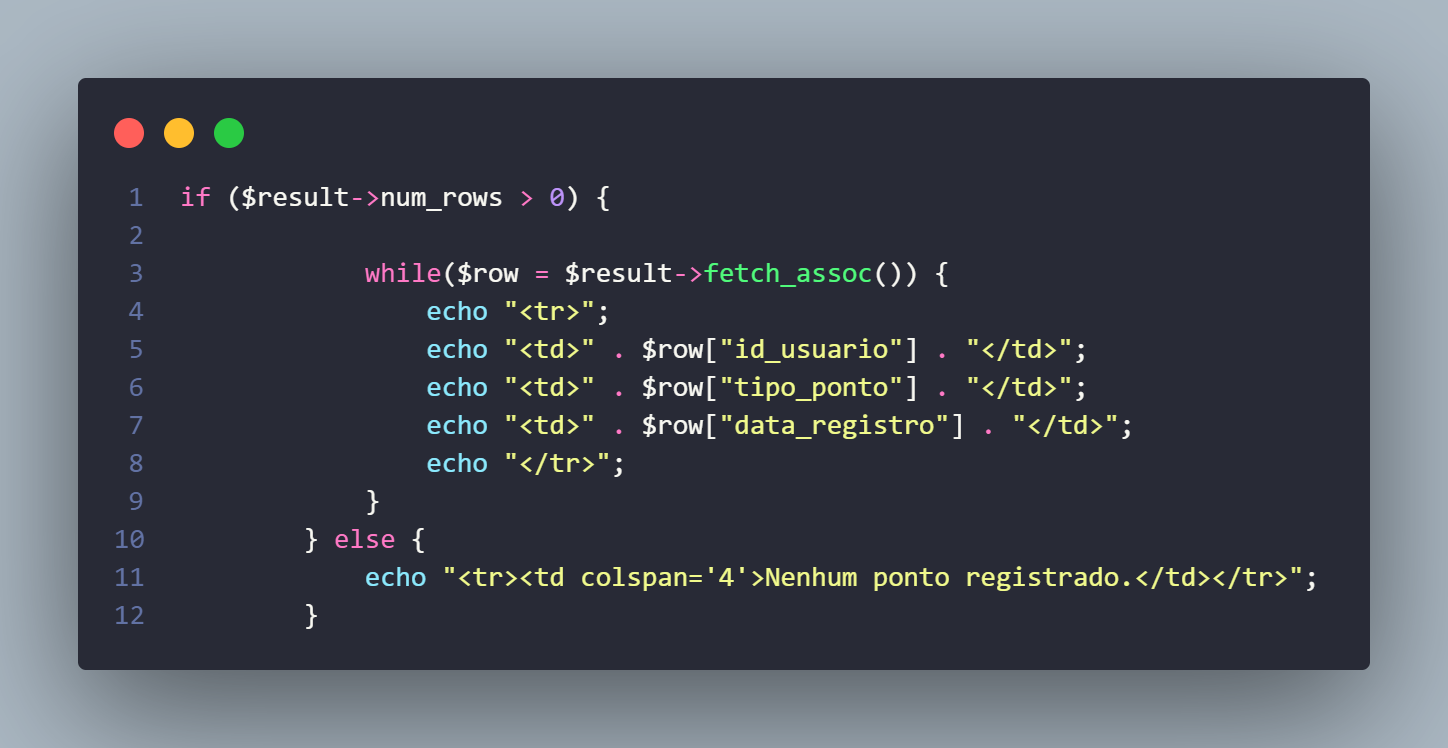 1 if ($result->num_rows > 0) {
2
3             while($row = $result->fetch_assoc()) {
4                 echo "<tr>";
5                 echo "<td>" . $row["id_usuario"] . "</td>";
6                 echo "<td>" . $row["tipo_ponto"] . "</td>";
7                 echo "<td>" . $row["data_registro"] . "</td>";
8                 echo "</tr>";
9             }
10         } else {
11             echo "<tr><td colspan='4'>Nenhum ponto registrado.</td></tr>";
12         }